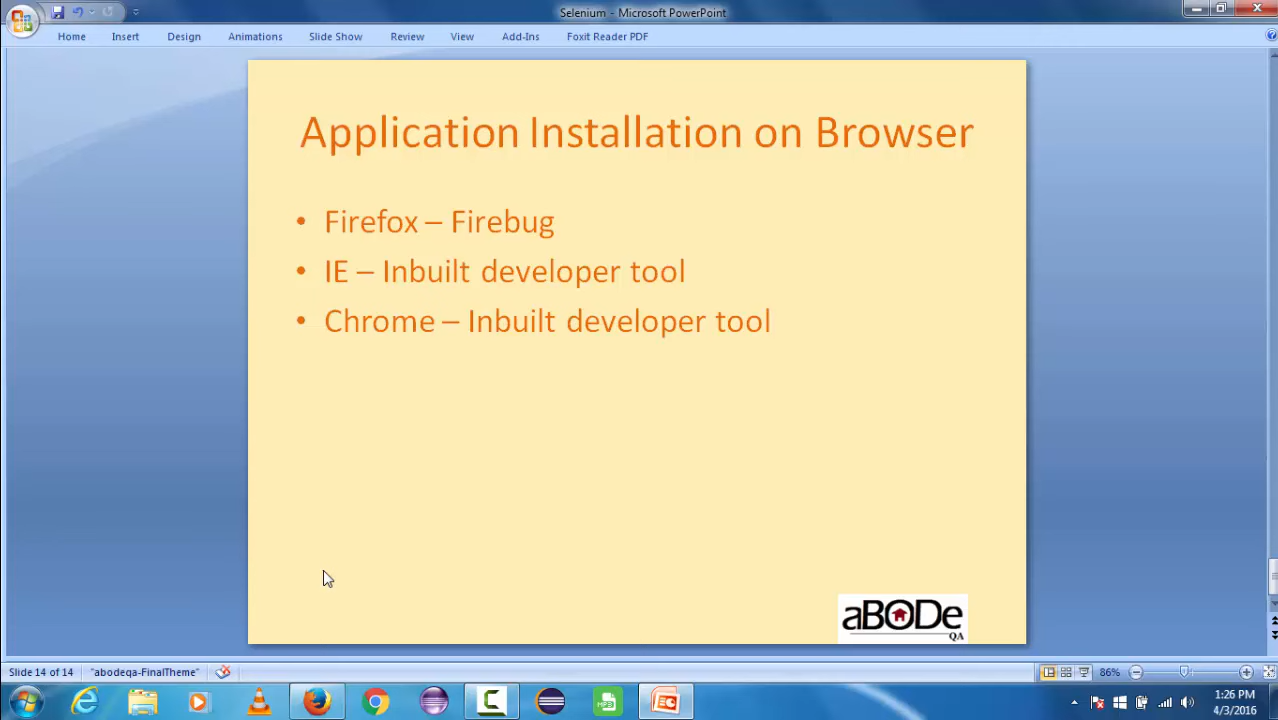 Selenium - Microsoft PowerPoint
Home Insert Design Animations Slide Show Review View Add-Ins Foxit Reader PDF
Application Installation on Browser
• Firefox – Firebug
• IE – Inbuilt developer tool
• Chrome – Inbuilt developer tool
aBODe
QA
Slide 14 of 14 "abodeqa-FinalTheme" 86%
MP3
1:26 PM
4/3/2016